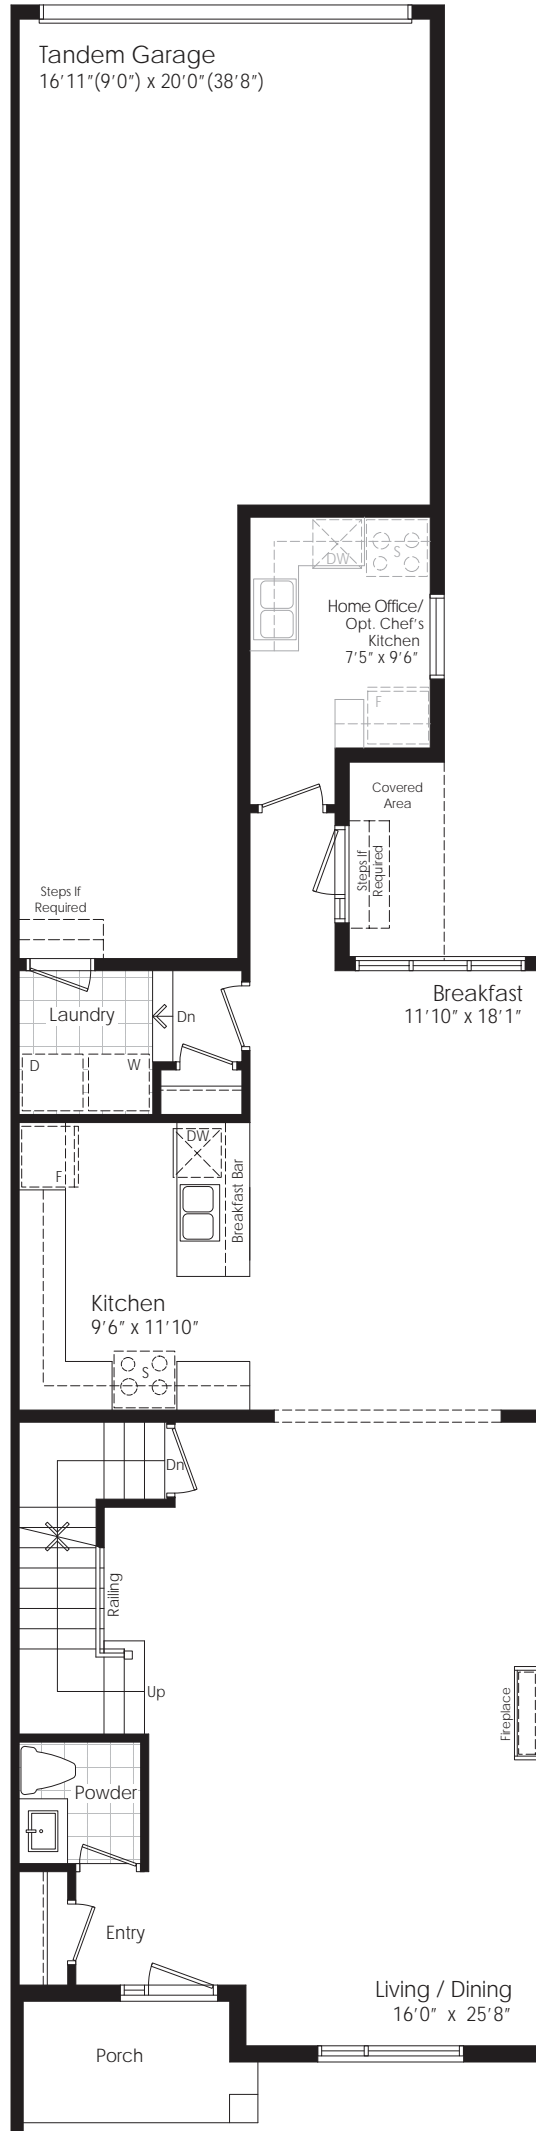 Tandem Garage
16'11"(9'0") x 20'0"(38'8")
DW
S
Home Office/
Opt. Chef's
Kitchen
7'5" x 9'6"
F
Covered
Area
Steps If
Required
Steps If
Required
Breakfast
11'10" x 18'1"
Laundry
Dn
D
W
DW
F
Breakfast Bar
Kitchen
9'6" x 11'10"
S
Dn
Railing
Up
Fireplace
Powder
Entry
Living / Dining
16'0" x 25'8"
Porch